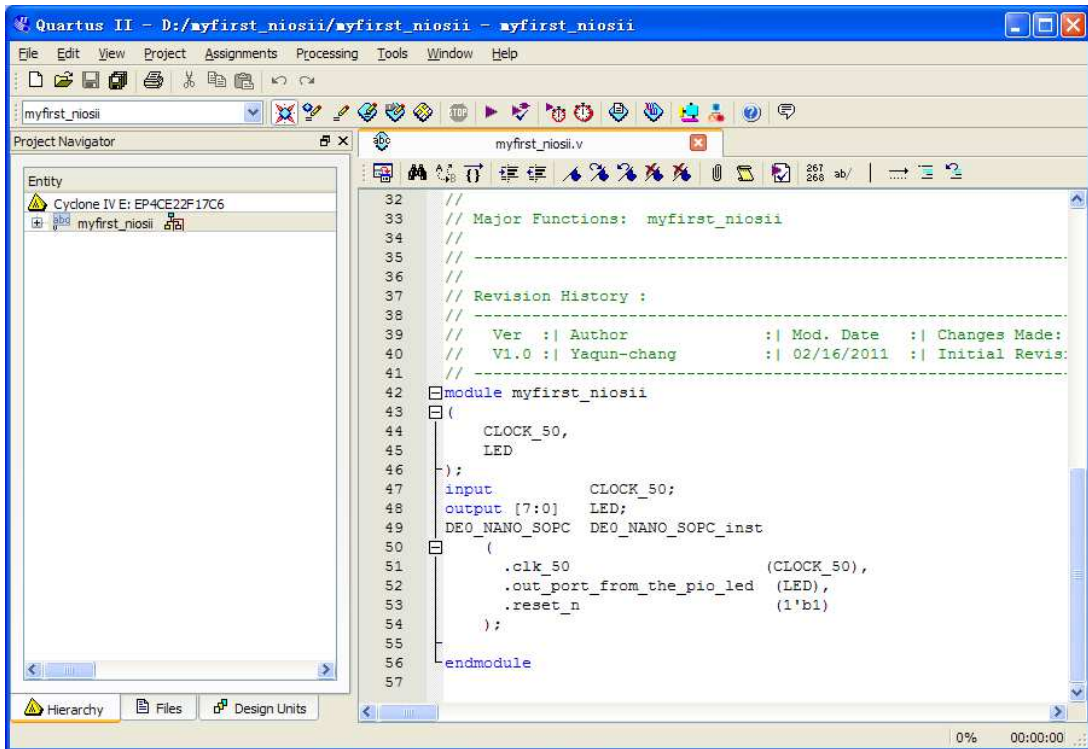 Quartus II - D:/myfirst_niosii/myfirst_niosii - myfirst_niosii
File Edit View Project Assignments Processing Tools Window Help
myfirst_niosii
Project Navigator
Entity
Cyclone IV E: EP4CE22F17C6
myfirst_niosii
Hierarchy Files Design Units
myfirst_niosii.v
267
268 ab/
32 //
33 // Major Functions: myfirst_niosii
34 //
35 // --------------------------------------------------------------------
36 //
37 // Revision History :
38 // --------------------------------------------------------------------
39 //   Ver  :| Author            :| Mod. Date  :| Changes Made:
40 //   V1.0 :| Yaqun-chang       :| 02/16/2011 :| Initial Revis
41 // --------------------------------------------------------------------
42 module myfirst_niosii
43 (
44 CLOCK_50,
45 LED
46 );
47 input CLOCK_50;
48 output [7:0] LED;
49 DE0_NANO_SOPC DE0_NANO_SOPC_inst
50 (
51 .clk_50 (CLOCK_50),
52 .out_port_from_the_pio_led (LED),
53 .reset_n (1'b1)
54 );
55
56 endmodule
57
0% 00:00:00